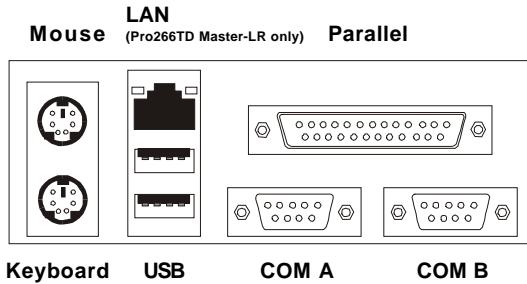 LAN
Mouse (Pro266TD Master-LR only) Parallel
Keyboard USB COM A COM B